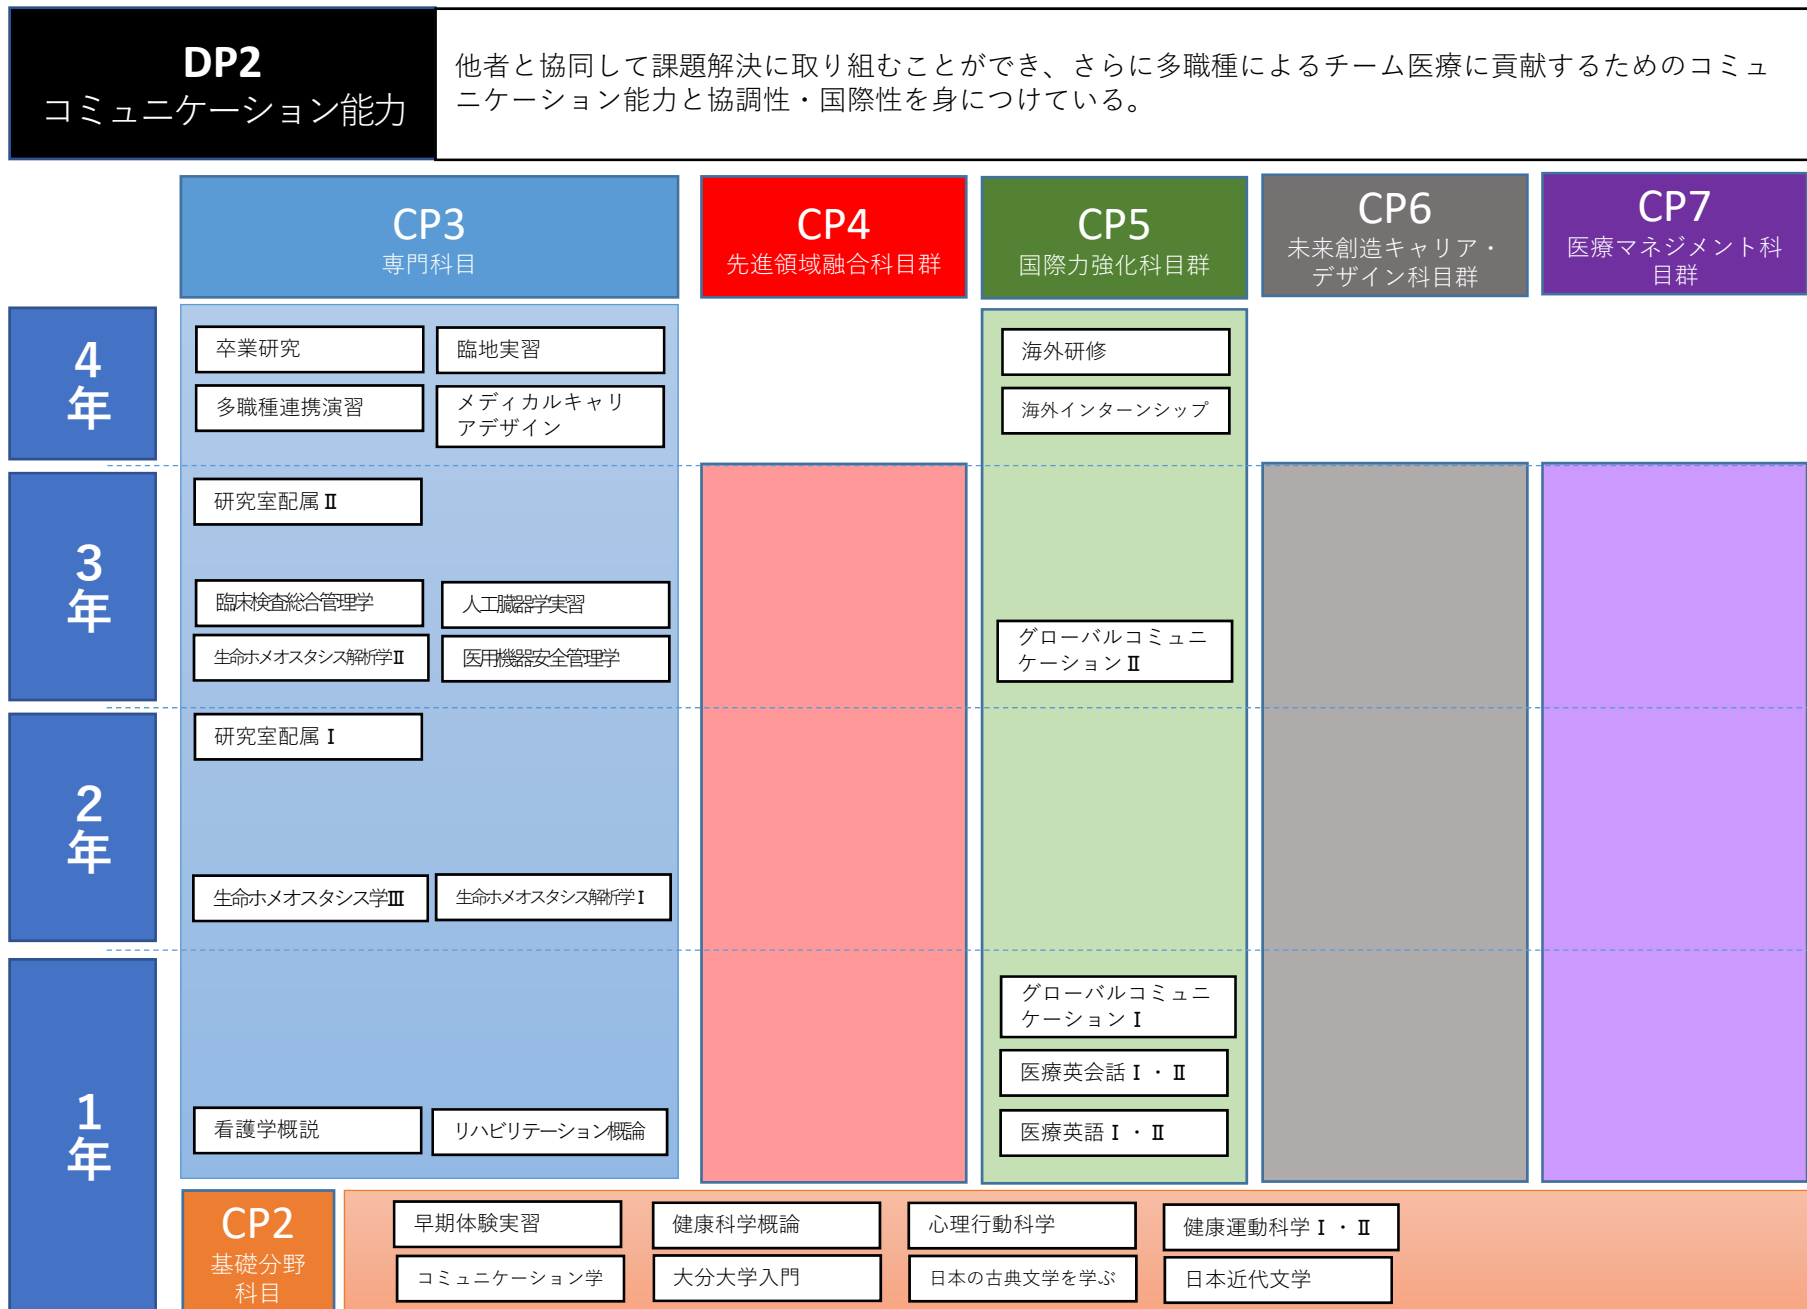 DP2
コミュニケーション能力
他者と協同して課題解決に取り組むことができ、さらに多職種によるチーム医療に貢献するためのコミュ
ニケーション能力と協調性・国際性を身につけている。
CP3
専門科目
CP4
先進領域融合科目群
CP5
国際力強化科目群
CP6
未来創造キャリア・
デザイン科目群
CP7
医療マネジメント科
目群
4
年
卒業研究
臨地実習
多職種連携演習
メディカルキャリ
アデザイン
海外研修
海外インターンシップ
3
年
研究室配属Ⅱ
臨床検査総合管理学
人工臓器学実習
生命ホメオスタシス解析学Ⅱ
医用機器安全管理学
グローバルコミュニ
ケーションⅡ
2
年
研究室配属Ⅰ
生命ホメオスタシス学Ⅲ
生命ホメオスタシス解析学Ⅰ
1
年
グローバルコミュニ
ケーションⅠ
医療英会話Ⅰ・Ⅱ
医療英語Ⅰ・Ⅱ
看護学概説
リハビリテーション概論
CP2
基礎分野
科目
早期体験実習
健康科学概論
心理行動科学
健康運動科学Ⅰ・Ⅱ
コミュニケーション学
大分大学入門
日本の古典文学を学ぶ
日本近代文学